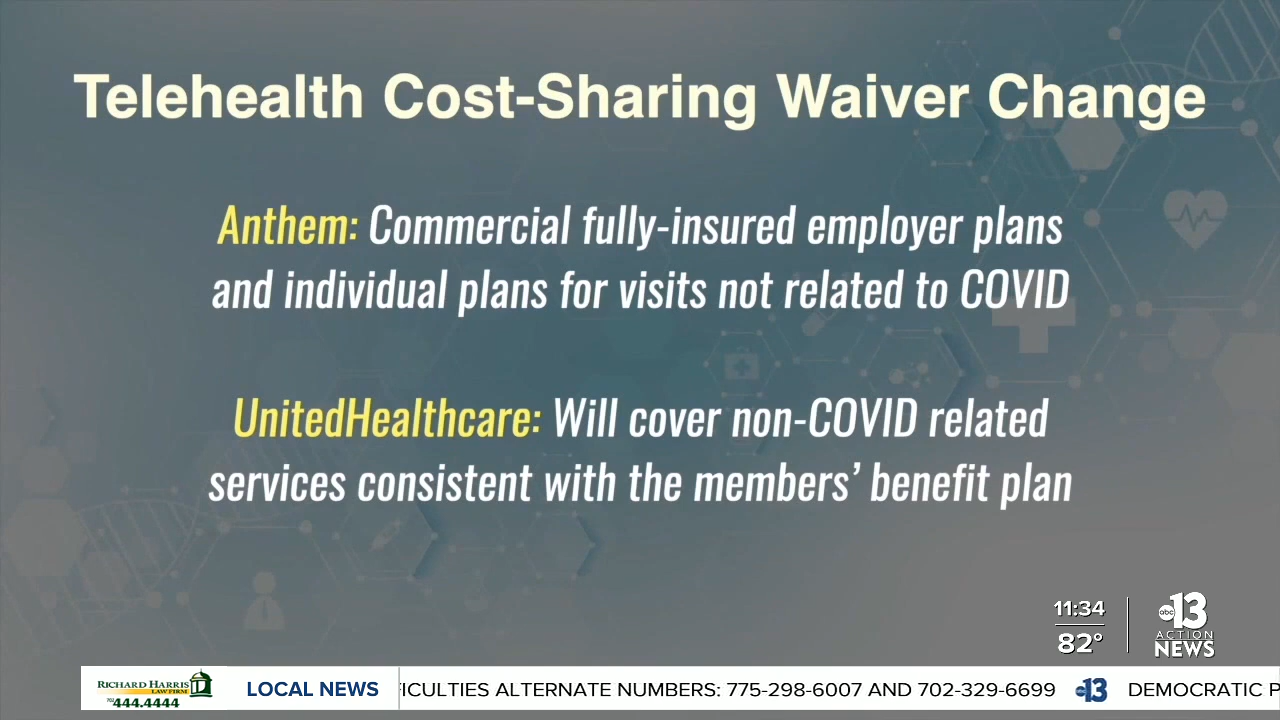 Telehealth Cost-Sharing Waiver Change
Anthem: Commercial fully-insured employer plans
and individual plans for visits not related to COVID
UnitedHealthcare: Will cover non-COVID related
services consistent with the members’ benefit plan
11:34
82°
abc 13
ACTION
NEWS
RICHARD HARRIS
LAW FIRM
702 444.4444
LOCAL NEWS
ICULTIES ALTERNATE NUMBERS: 775-298-6007 AND 702-329-6699
13
DEMOCRATIC P